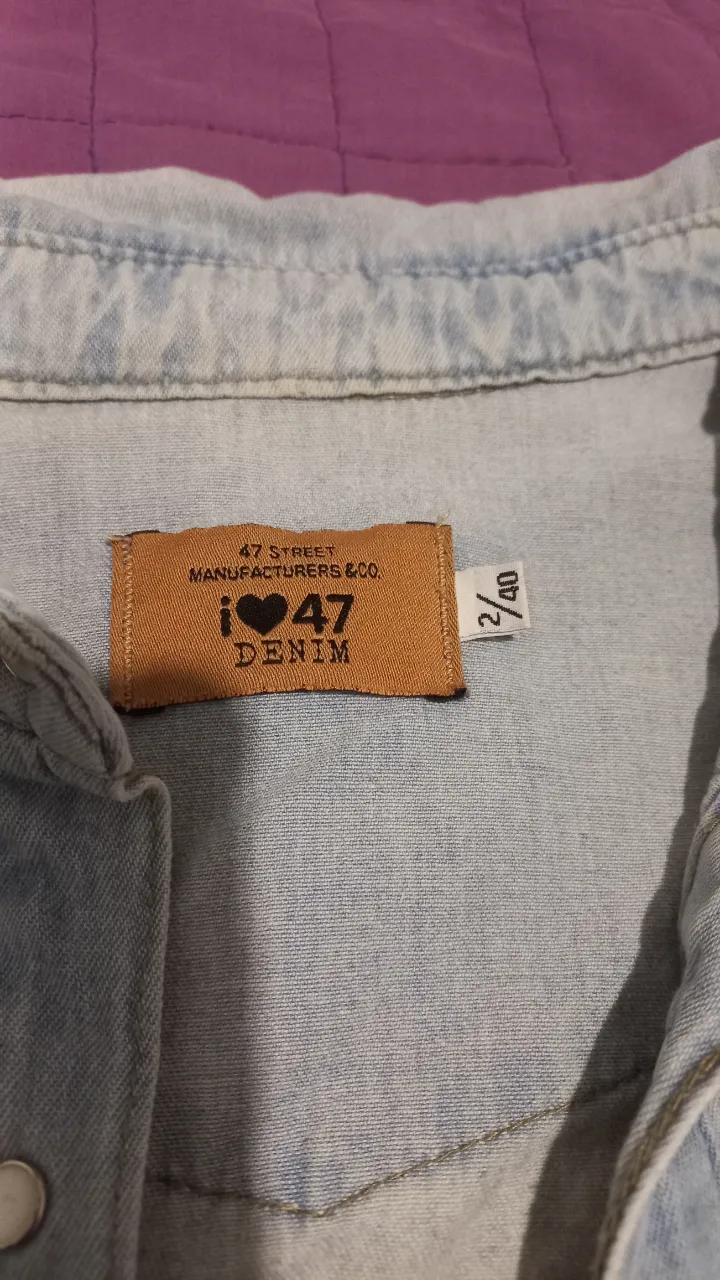 47 STREET
MANUFACTURERS & CO.
i♥47
DENIM
2/40